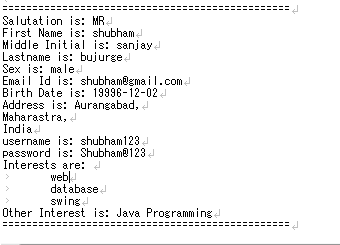 ==============================================
Salutation is: MR
First Name is: shubham
Middle Initial is: sanjay
Lastname is: bujurge
Sex is: male
Email Id is: shubham@gmail.com
Birth Date is: 19996-12-02
Address is: Aurangabad,
Maharastra,
India
username is: shubham123
password is: Shubham@123
Interests are:
web
database
swing
Other Interest is: Java Programming
==============================================